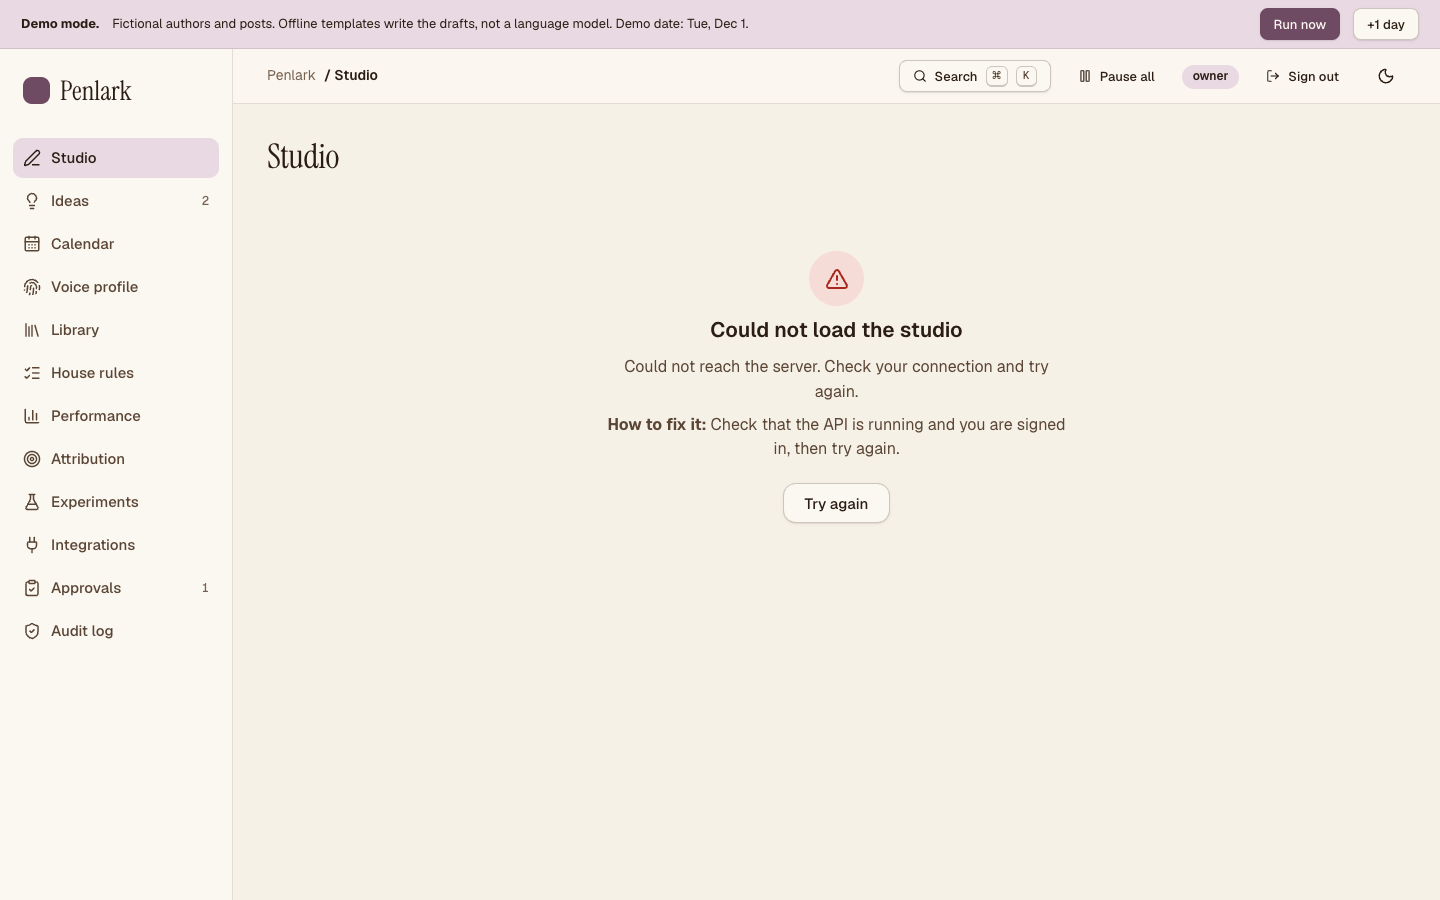 Demo mode. Fictional authors and posts. Offline templates write the drafts, not a language model. Demo date: Tue, Dec 1.
Run now
+1 day
Penlark
Penlark / Studio
Search ⌘ K
Pause all
owner
Sign out
Studio
Ideas 2
Calendar
Voice profile
Library
House rules
Performance
Attribution
Experiments
Integrations
Approvals 1
Audit log
Studio
Could not load the studio
Could not reach the server. Check your connection and try
again.
How to fix it: Check that the API is running and you are signed
in, then try again.
Try again